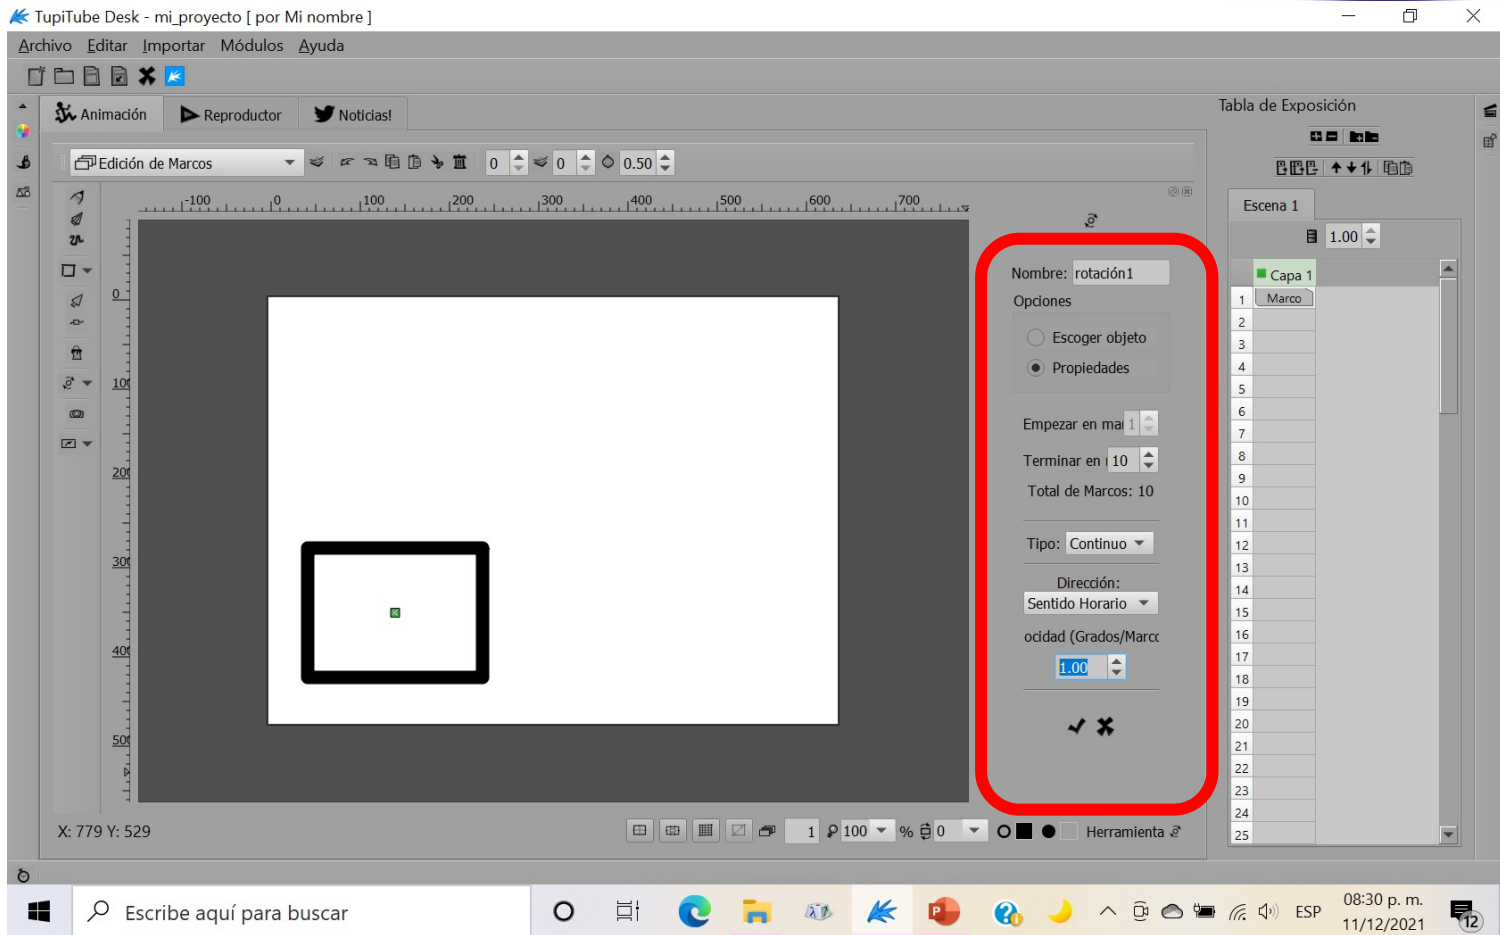 TupiTube Desk - mi_proyecto [ por Mi nombre ]
Archivo Editar Importar Módulos Ayuda
Animación Reproductor Noticias!
Tabla de Exposición
Edición de Marcos 0 0 0.50
-100 0 100 200 300 400 500 600 700
Escena 1
1.00
Nombre: rotación1
Capa 1
Opciones
1 Marco
Escoger objeto
Propiedades
Empezar en mar 1
Terminar en 10
Total de Marcos: 10
Tipo: Continuo
Dirección:
Sentido Horario
ocidad (Grados/Marco
1.00
0
100
200
300
400
500
2
3
4
5
6
7
8
9
10
11
12
13
14
15
16
17
18
19
20
21
22
23
24
25
X: 779 Y: 529 1 100 % 0 Herramienta
Escribe aquí para buscar
ESP
08:30 p. m.
11/12/2021
12